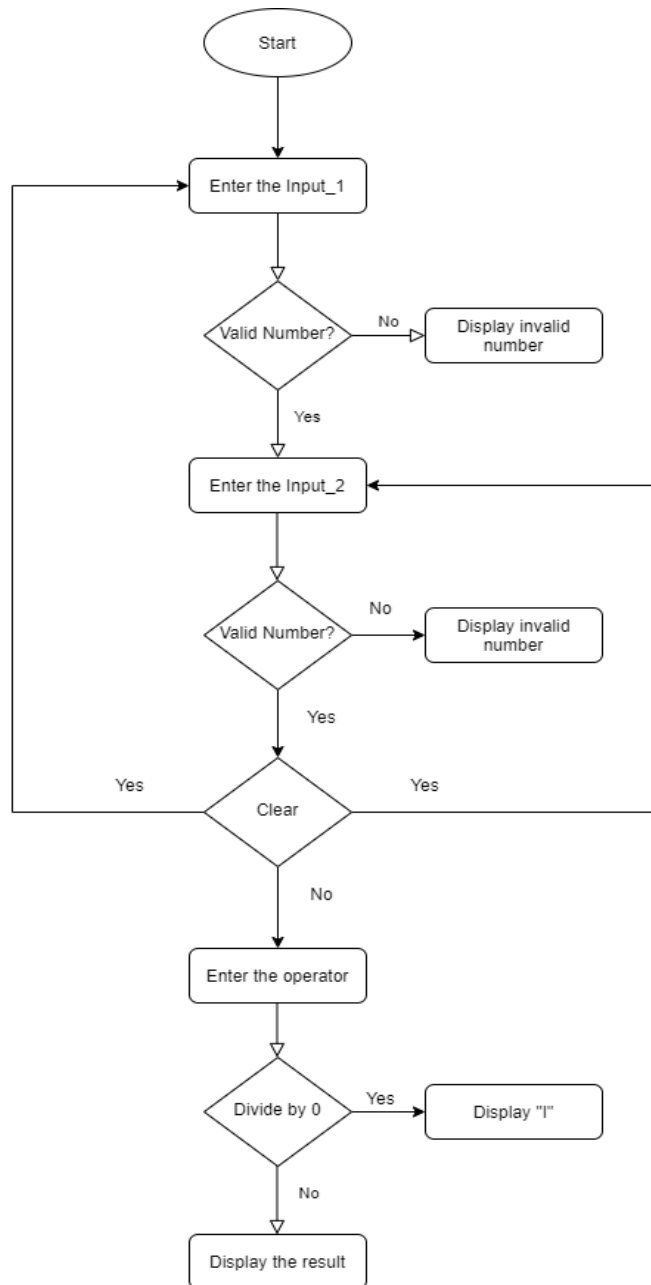 Start
Enter the Input_1
Valid Number?
No
Display invalid
number
Yes
Enter the Input_2
Valid Number?
No
Display invalid
number
Yes
Yes
Clear
Yes
No
Enter the operator
Divide by 0
Yes
Display "I"
No
Display the result